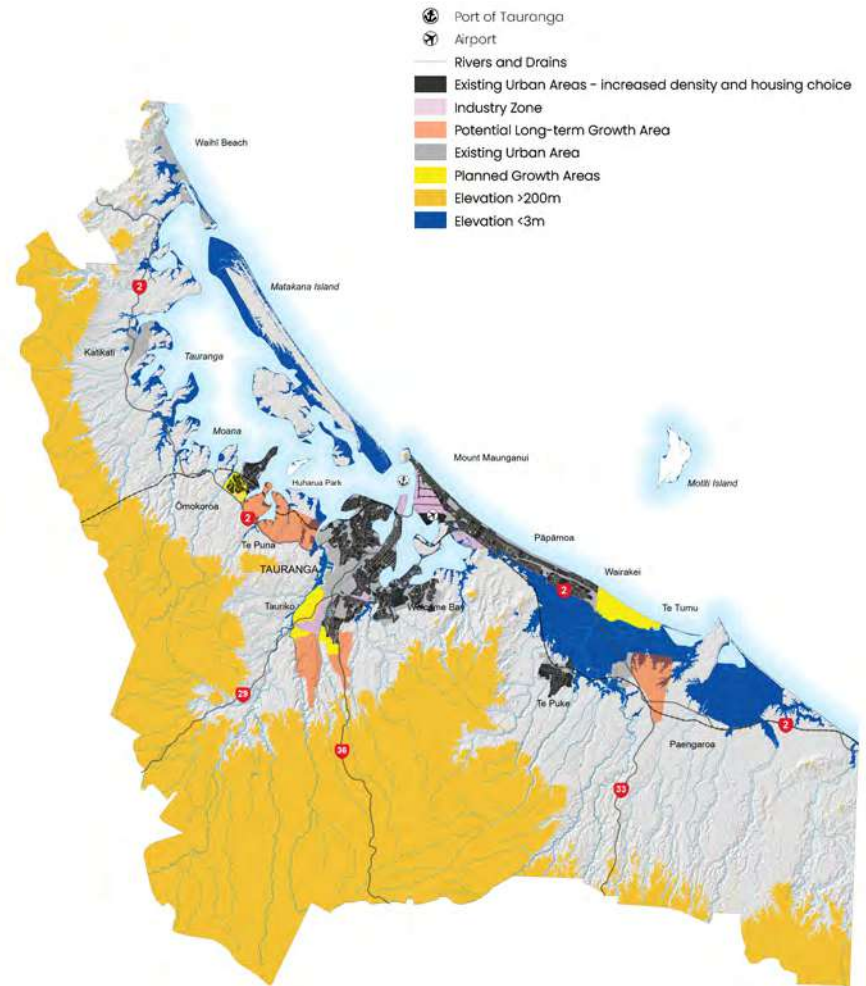 Port of Tauranga
Airport
Rivers and Drains
Existing Urban Areas - increased density and housing choice
Industry Zone
Potential Long-term Growth Area
Existing Urban Area
Planned Growth Areas
Elevation >200m
Elevation <3m
Waihī Beach
2
Matakana Island
Katikati
Tauranga
Moana
Mount Maunganui
Motiti Island
Huharua Park
Ōmokoroa
2
Te Puna
Pāpāmoa
TAURANGA
Wairakei
2
Tauriko
Welcome Bay
Te Tumu
29
Te Puke
2
36
Paengaroa
33